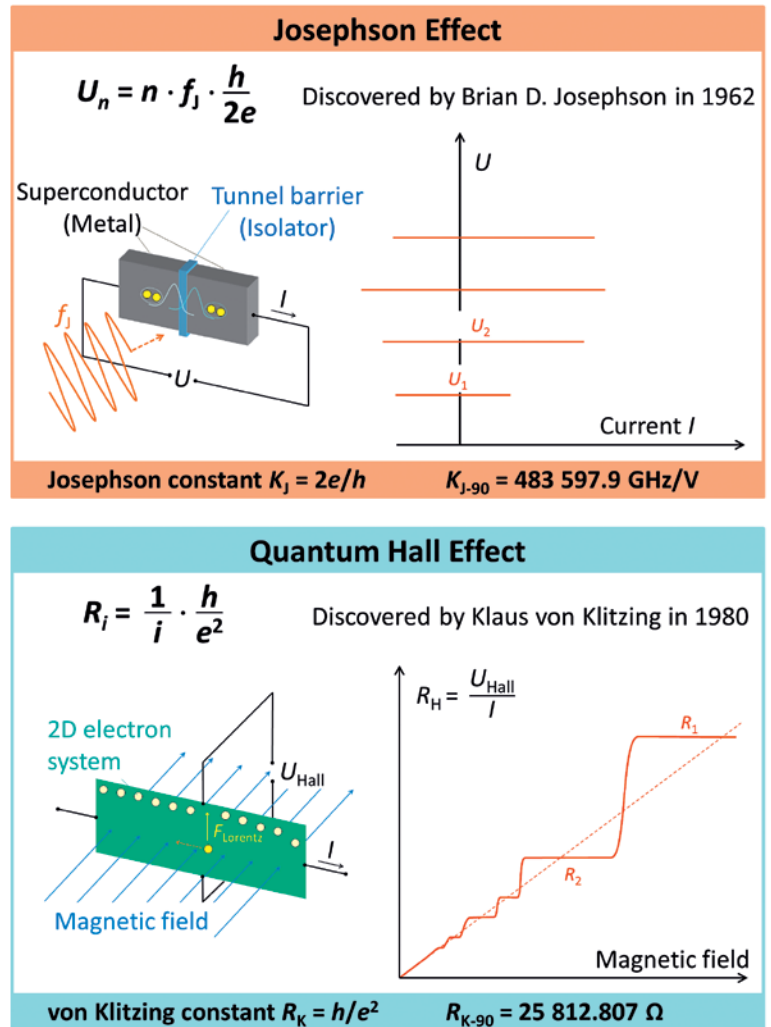 Josephson Effect
Uₙ = n · f_J · h/2e
Discovered by Brian D. Josephson in 1962
U
Superconductor
(Metal)
Tunnel barrier
(Isolator)
I
f_J
U
U₂
U₁
Current I
Josephson constant K_J = 2e/h
K_J-90 = 483 597.9 GHz/V
Quantum Hall Effect
R_i = 1/i · h/e²
Discovered by Klaus von Klitzing in 1980
R_H = U_Hall/I
R₁
2D electron
system
U_Hall
F_Lorentz
I
R₂
Magnetic field
Magnetic field
von Klitzing constant R_K = h/e²
R_K-90 = 25 812.807 Ω